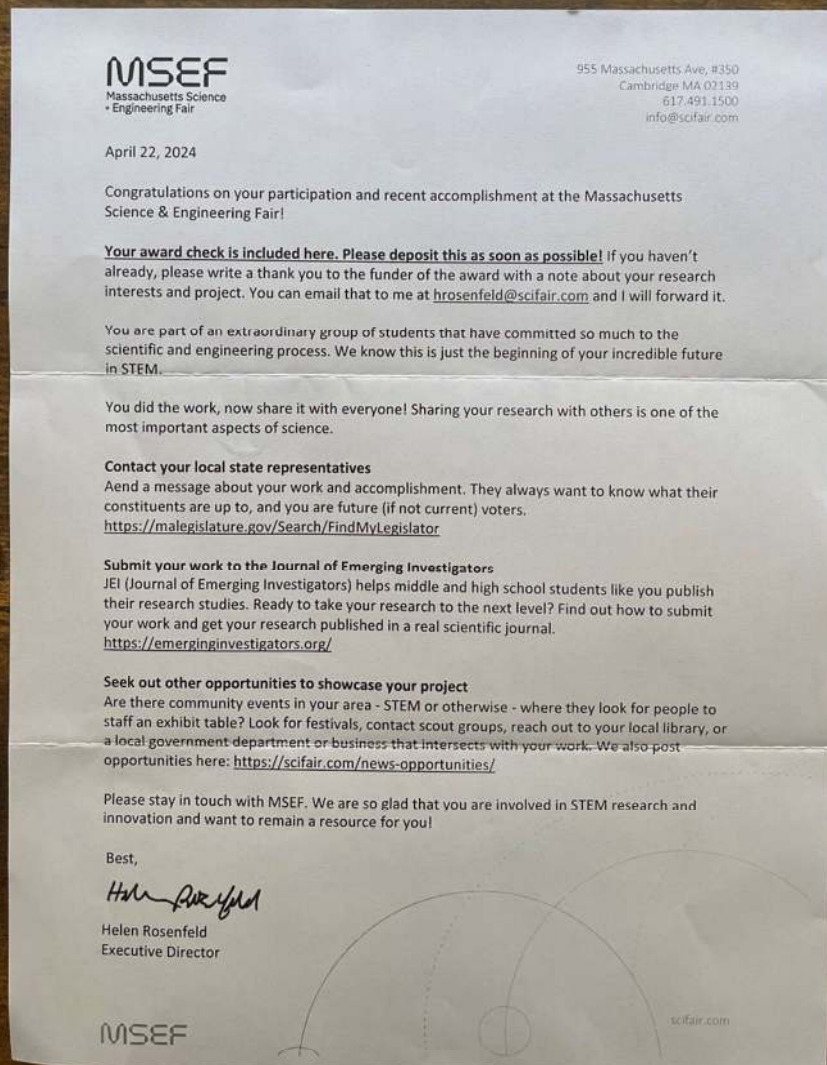 MSEF
Massachusetts Science
+ Engineering Fair
955 Massachusetts Ave, #350
Cambridge MA 02139
617.491.1500
info@scifair.com
April 22, 2024
Congratulations on your participation and recent accomplishment at the Massachusetts
Science & Engineering Fair!
Your award check is included here. Please deposit this as soon as possible! If you haven't
already, please write a thank you to the funder of the award with a note about your research
interests and project. You can email that to me at hrosenfeld@scifair.com and I will forward it.
You are part of an extraordinary group of students that have committed so much to the
scientific and engineering process. We know this is just the beginning of your incredible future
in STEM.
You did the work, now share it with everyone! Sharing your research with others is one of the
most important aspects of science.
Contact your local state representatives
Aend a message about your work and accomplishment. They always want to know what their
constituents are up to, and you are future (if not current) voters.
https://malegislature.gov/Search/FindMyLegislator
Submit your work to the Journal of Emerging Investigators
JEI (Journal of Emerging Investigators) helps middle and high school students like you publish
their research studies. Ready to take your research to the next level? Find out how to submit
your work and get your research published in a real scientific journal.
https://emerginginvestigators.org/
Seek out other opportunities to showcase your project
Are there community events in your area - STEM or otherwise - where they look for people to
staff an exhibit table? Look for festivals, contact scout groups, reach out to your local library, or
a local government department or business that intersects with your work. We also post
opportunities here: https://scifair.com/news-opportunities/
Please stay in touch with MSEF. We are so glad that you are involved in STEM research and
innovation and want to remain a resource for you!
Best,
Helen Rosenfeld
Helen Rosenfeld
Executive Director
MSEF
scifair.com